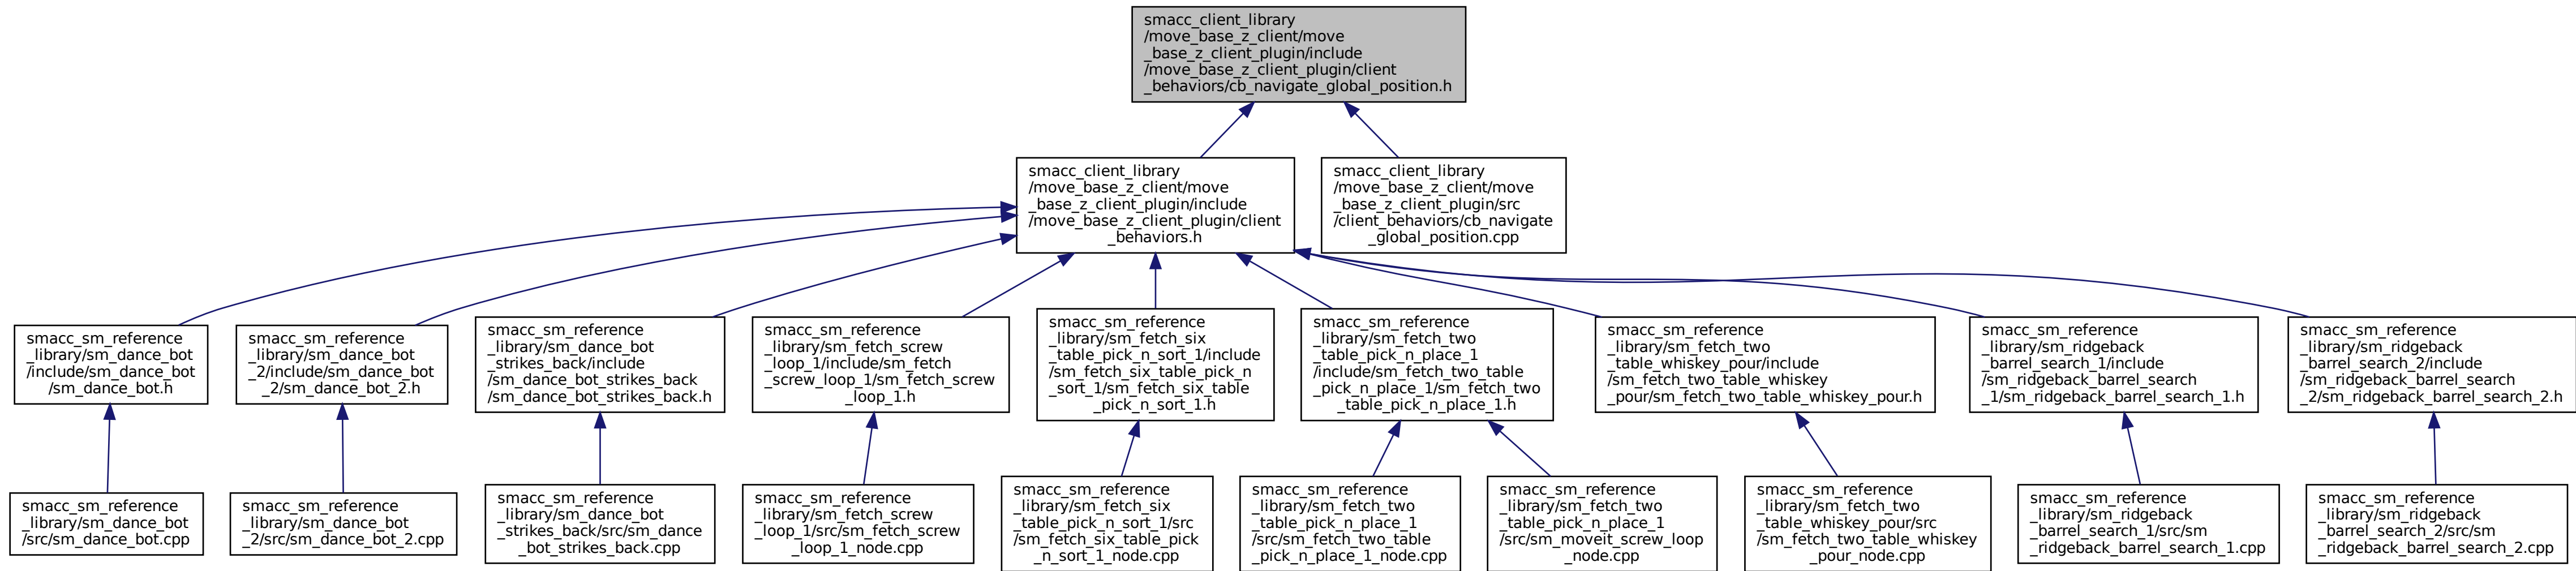 smacc_client_library
/move_base_z_client/move
_base_z_client_plugin/include
/move_base_z_client_plugin/client
_behaviors/cb_navigate_global_position.h
smacc_client_library
/move_base_z_client/move
_base_z_client_plugin/include
/move_base_z_client_plugin/client
_behaviors.h
smacc_client_library
/move_base_z_client/move
_base_z_client_plugin/src
/client_behaviors/cb_navigate
_global_position.cpp
smacc_sm_reference
_library/sm_dance_bot
/include/sm_dance_bot
/sm_dance_bot.h
smacc_sm_reference
_library/sm_dance_bot
_2/include/sm_dance_bot
_2/sm_dance_bot_2.h
smacc_sm_reference
_library/sm_dance_bot
_strikes_back/include
/sm_dance_bot_strikes_back
/sm_dance_bot_strikes_back.h
smacc_sm_reference
_library/sm_fetch_screw
_loop_1/include/sm_fetch
_screw_loop_1/sm_fetch_screw
_loop_1.h
smacc_sm_reference
_library/sm_fetch_six
_table_pick_n_sort_1/include
/sm_fetch_six_table_pick_n
_sort_1/sm_fetch_six_table
_pick_n_sort_1.h
smacc_sm_reference
_library/sm_fetch_two
_table_pick_n_place_1
/include/sm_fetch_two_table
_pick_n_place_1/sm_fetch_two
_table_pick_n_place_1.h
smacc_sm_reference
_library/sm_fetch_two
_table_whiskey_pour/include
/sm_fetch_two_table_whiskey
_pour/sm_fetch_two_table_whiskey_pour.h
smacc_sm_reference
_library/sm_ridgeback
_barrel_search_1/include
/sm_ridgeback_barrel_search
_1/sm_ridgeback_barrel_search_1.h
smacc_sm_reference
_library/sm_ridgeback
_barrel_search_2/include
/sm_ridgeback_barrel_search
_2/sm_ridgeback_barrel_search_2.h
smacc_sm_reference
_library/sm_dance_bot
/src/sm_dance_bot.cpp
smacc_sm_reference
_library/sm_dance_bot
_2/src/sm_dance_bot_2.cpp
smacc_sm_reference
_library/sm_dance_bot
_strikes_back/src/sm_dance
_bot_strikes_back.cpp
smacc_sm_reference
_library/sm_fetch_screw
_loop_1/src/sm_fetch_screw
_loop_1_node.cpp
smacc_sm_reference
_library/sm_fetch_six
_table_pick_n_sort_1/src
/sm_fetch_six_table_pick
_n_sort_1_node.cpp
smacc_sm_reference
_library/sm_fetch_two
_table_pick_n_place_1
/src/sm_fetch_two_table
_pick_n_place_1_node.cpp
smacc_sm_reference
_library/sm_fetch_two
_table_pick_n_place_1
/src/sm_moveit_screw_loop
_node.cpp
smacc_sm_reference
_library/sm_fetch_two
_table_whiskey_pour/src
/sm_fetch_two_table_whiskey
_pour_node.cpp
smacc_sm_reference
_library/sm_ridgeback
_barrel_search_1/src/sm
_ridgeback_barrel_search_1.cpp
smacc_sm_reference
_library/sm_ridgeback
_barrel_search_2/src/sm
_ridgeback_barrel_search_2.cpp